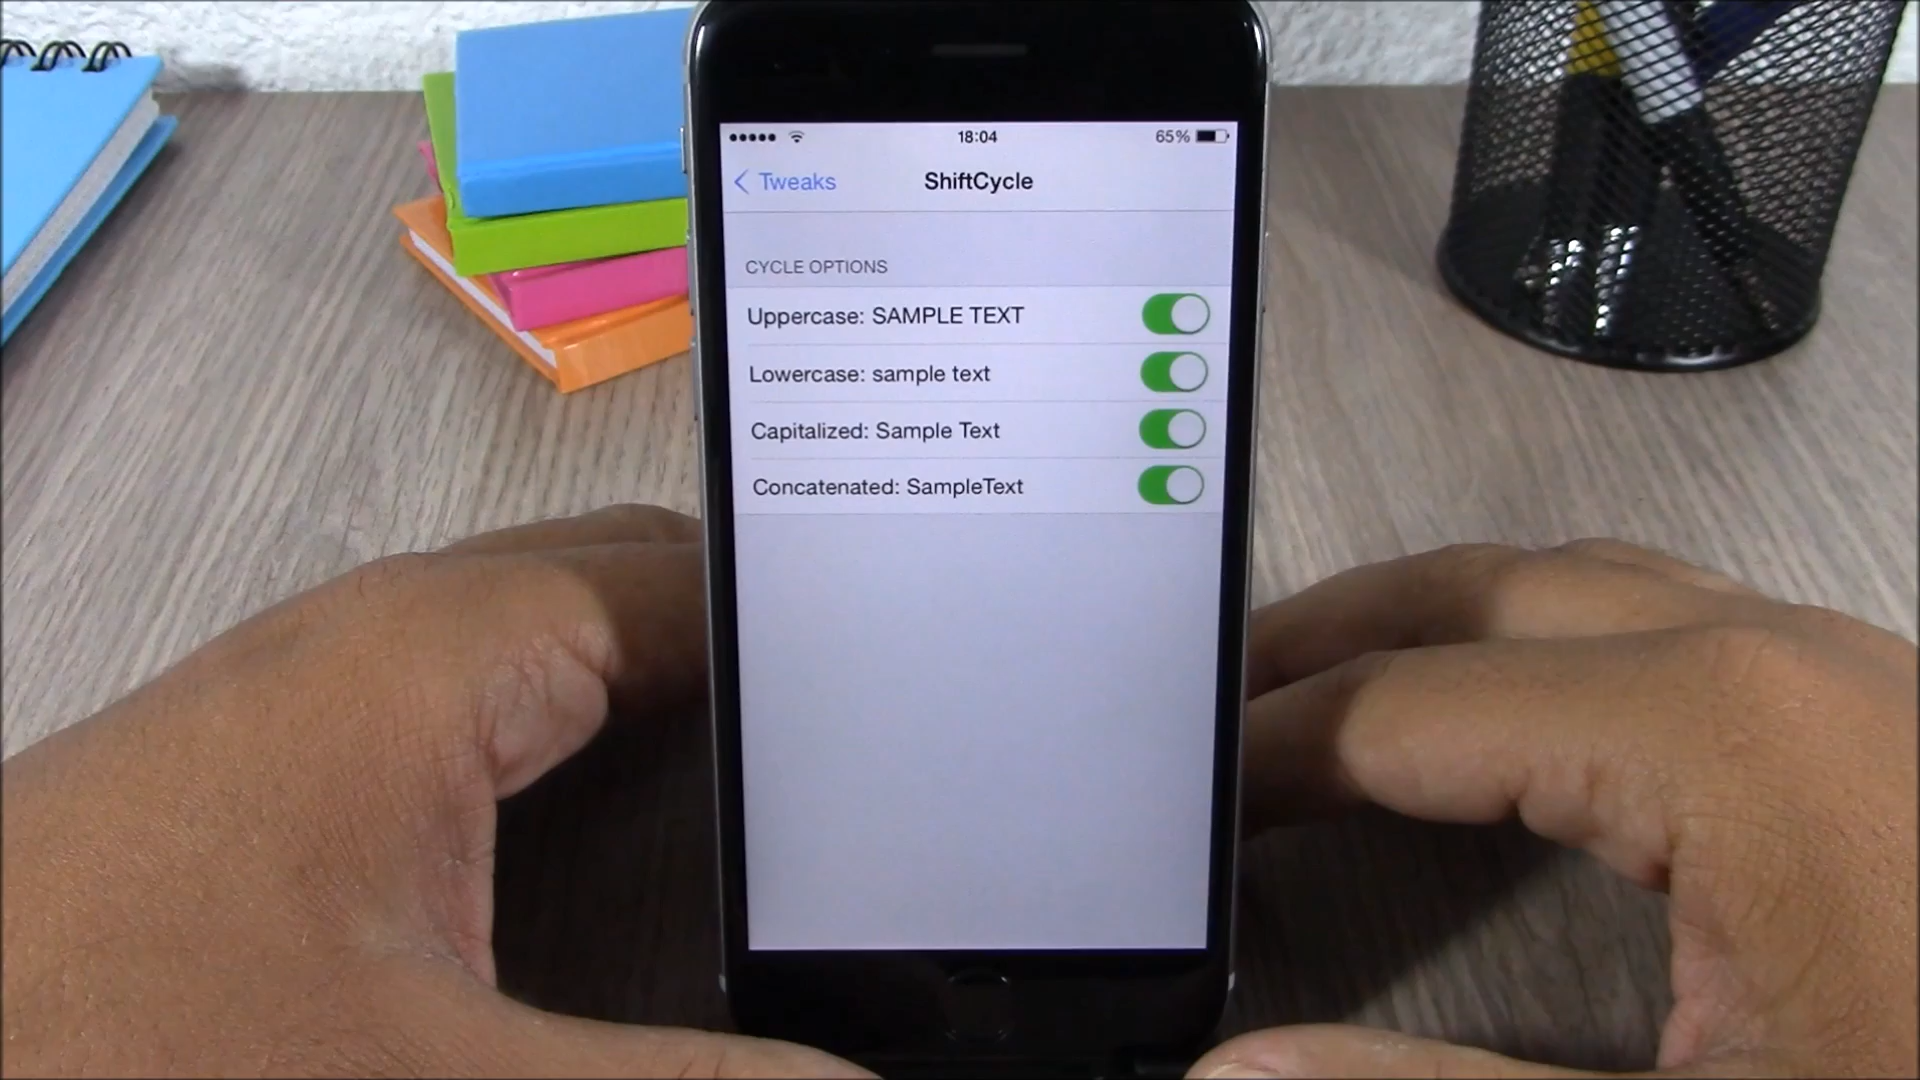 18:04
65%
Tweaks
ShiftCycle
CYCLE OPTIONS
Uppercase: SAMPLE TEXT
Lowercase: sample text
Capitalized: Sample Text
Concatenated: SampleText